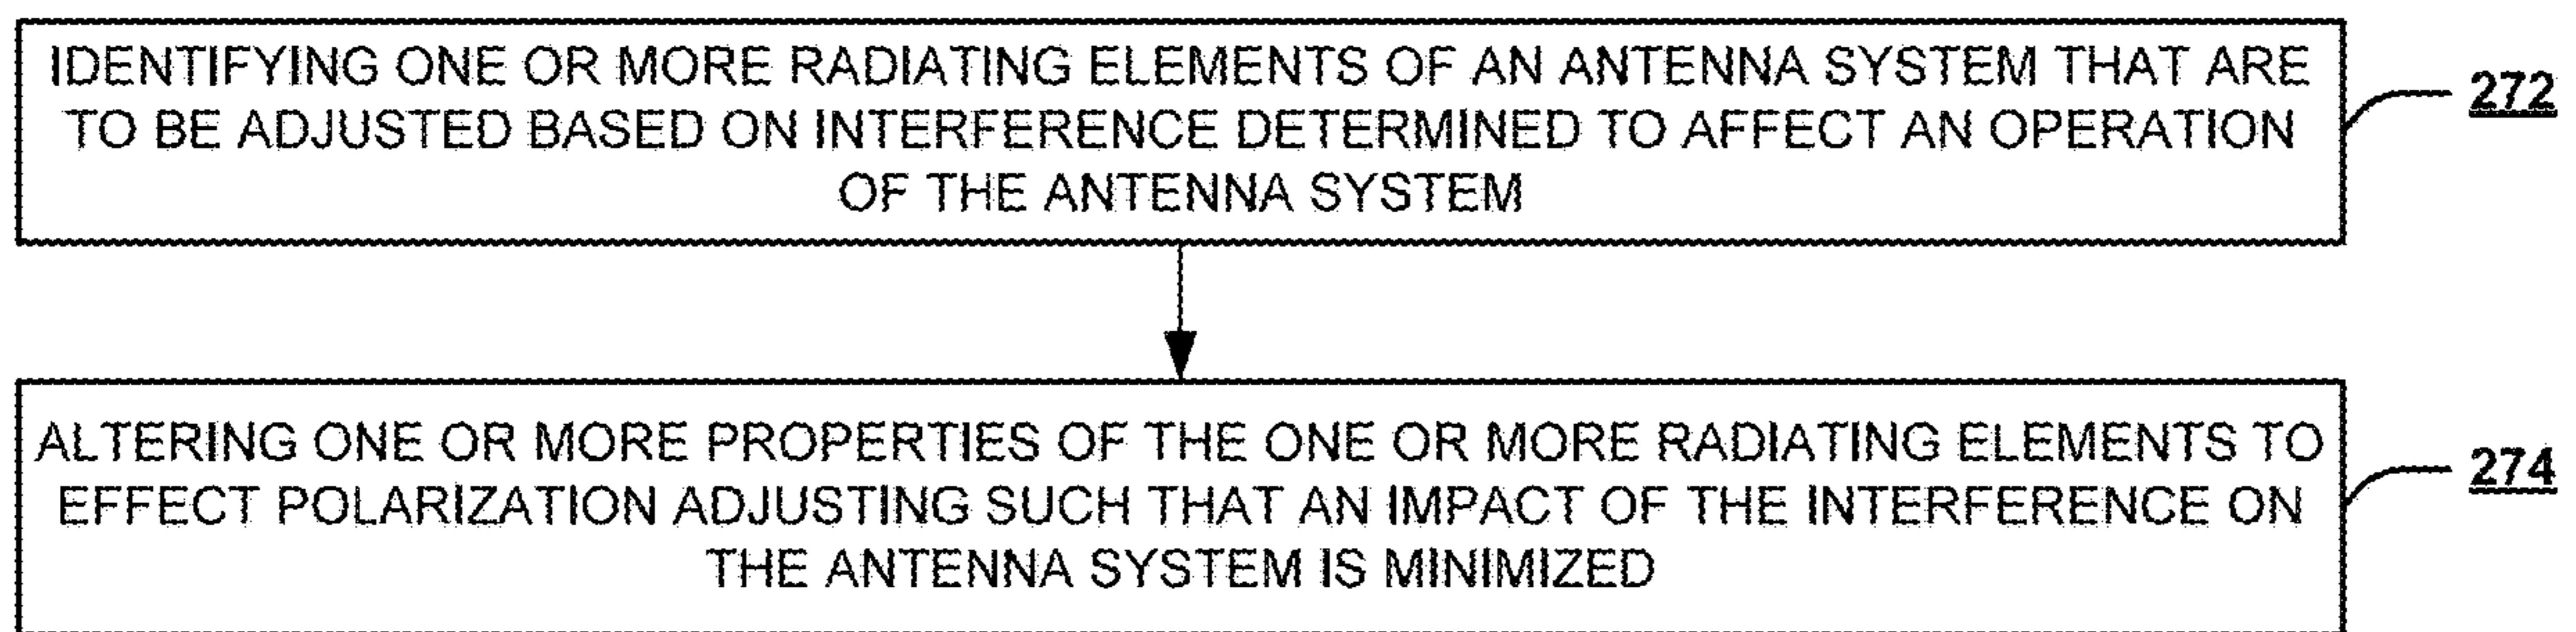 IDENTIFYING ONE OR MORE RADIATING ELEMENTS OF AN ANTENNA SYSTEM THAT ARE
TO BE ADJUSTED BASED ON INTERFERENCE DETERMINED TO AFFECT AN OPERATION
OF THE ANTENNA SYSTEM
272
ALTERING ONE OR MORE PROPERTIES OF THE ONE OR MORE RADIATING ELEMENTS TO
EFFECT POLARIZATION ADJUSTING SUCH THAT AN IMPACT OF THE INTERFERENCE ON
THE ANTENNA SYSTEM IS MINIMIZED
274